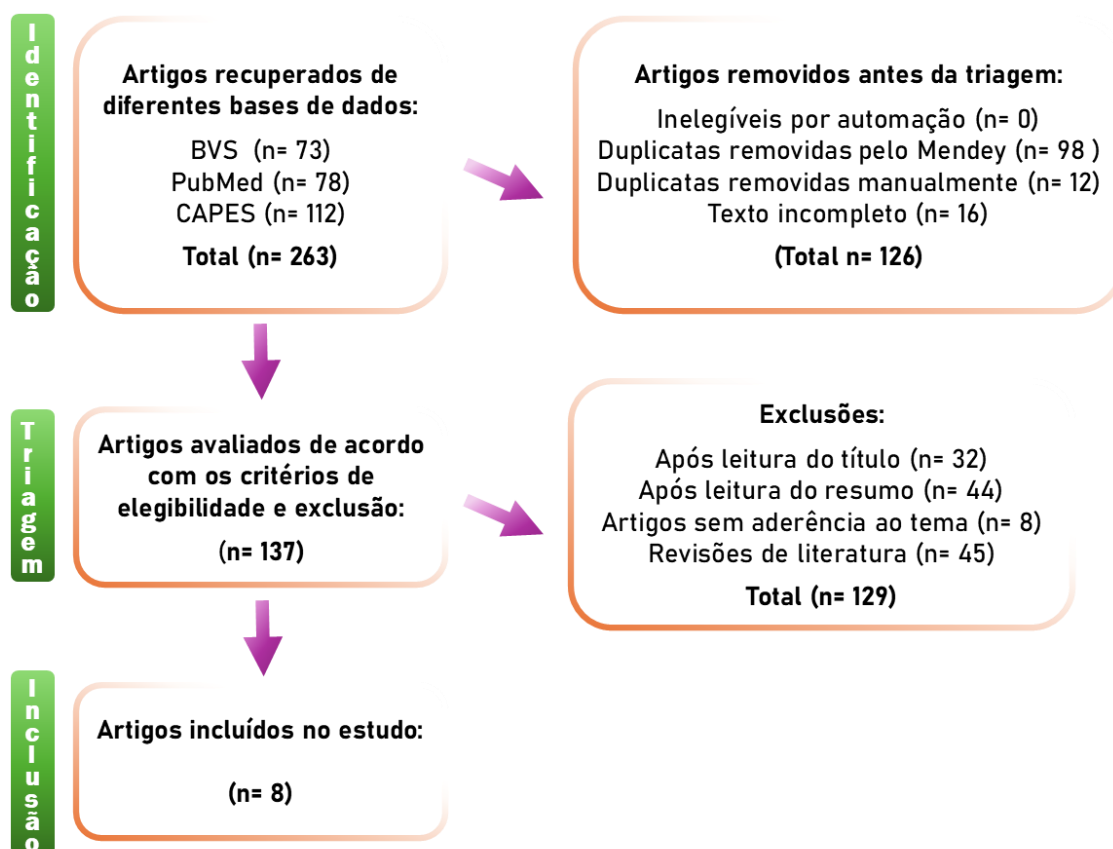 Identificação
Artigos recuperados de
diferentes bases de dados:
BVS (n= 73)
PubMed (n= 78)
CAPES (n= 112)
Total (n= 263)
Artigos removidos antes da triagem:
Inelegíveis por automação (n= 0)
Duplicatas removidas pelo Mendey (n= 98 )
Duplicatas removidas manualmente (n= 12)
Texto incompleto (n= 16)
(Total n= 126)
Triagem
Artigos avaliados de acordo
com os critérios de
elegibilidade e exclusão:
(n= 137)
Exclusões:
Após leitura do título (n= 32)
Após leitura do resumo (n= 44)
Artigos sem aderência ao tema (n= 8)
Revisões de literatura (n= 45)
Total (n= 129)
Inclusão
Artigos incluídos no estudo:
(n= 8)